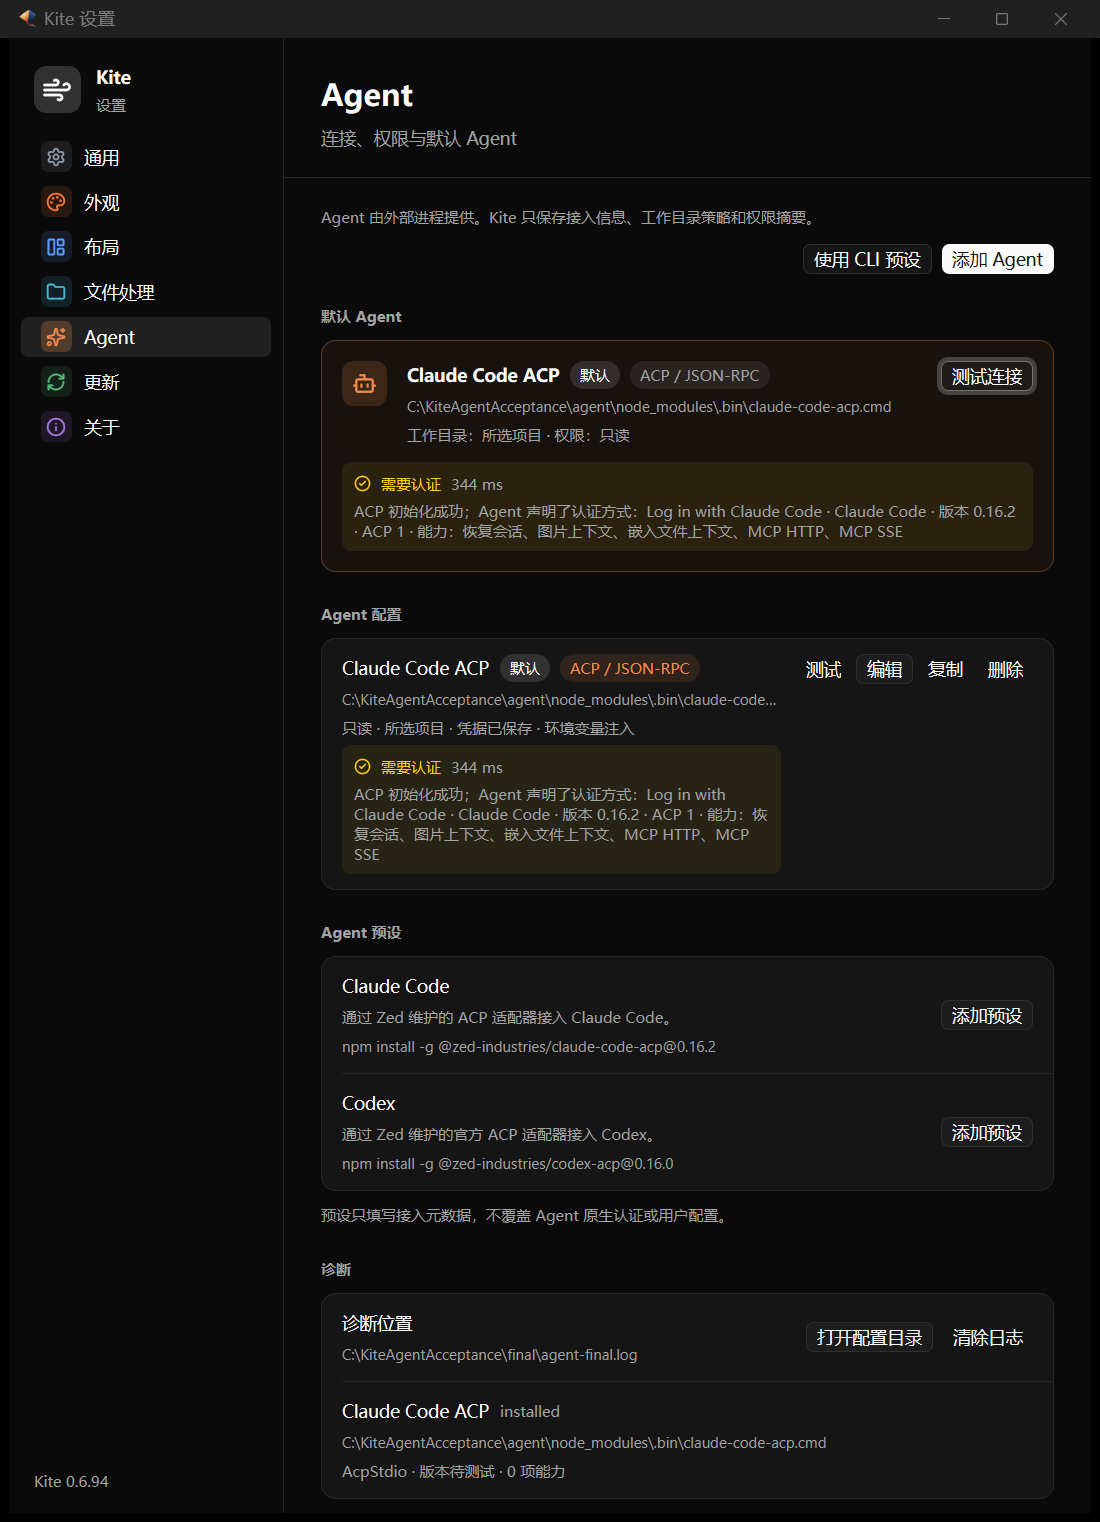 Kite 设置
Kite
设置
通用
外观
布局
文件处理
Agent
更新
关于
Kite 0.6.94
Agent
连接、权限与默认 Agent
Agent 由外部进程提供。Kite 只保存接入信息、工作目录策略和权限摘要。
使用 CLI 预设
添加 Agent
默认 Agent
Claude Code ACP 默认 ACP / JSON-RPC
测试连接
C:\KiteAgentAcceptance\agent\node_modules\.bin\claude-code-acp.cmd
工作目录：所选项目 · 权限：只读
需要认证 344 ms
ACP 初始化成功；Agent 声明了认证方式：Log in with Claude Code · Claude Code · 版本 0.16.2
· ACP 1 · 能力：恢复会话、图片上下文、嵌入文件上下文、MCP HTTP、MCP SSE
Agent 配置
Claude Code ACP 默认 ACP / JSON-RPC
测试 编辑 复制 删除
C:\KiteAgentAcceptance\agent\node_modules\.bin\claude-code...
只读 · 所选项目 · 凭据已保存 · 环境变量注入
需要认证 344 ms
ACP 初始化成功；Agent 声明了认证方式：Log in with
Claude Code · Claude Code · 版本 0.16.2 · ACP 1 · 能力：恢
复会话、图片上下文、嵌入文件上下文、MCP HTTP、MCP
SSE
Agent 预设
Claude Code
通过 Zed 维护的 ACP 适配器接入 Claude Code。
npm install -g @zed-industries/claude-code-acp@0.16.2
添加预设
Codex
通过 Zed 维护的官方 ACP 适配器接入 Codex。
npm install -g @zed-industries/codex-acp@0.16.0
添加预设
预设只填写接入元数据，不覆盖 Agent 原生认证或用户配置。
诊断
诊断位置
C:\KiteAgentAcceptance\final\agent-final.log
打开配置目录 清除日志
Claude Code ACP installed
C:\KiteAgentAcceptance\agent\node_modules\.bin\claude-code-acp.cmd
AcpStdio · 版本待测试 · 0 项能力